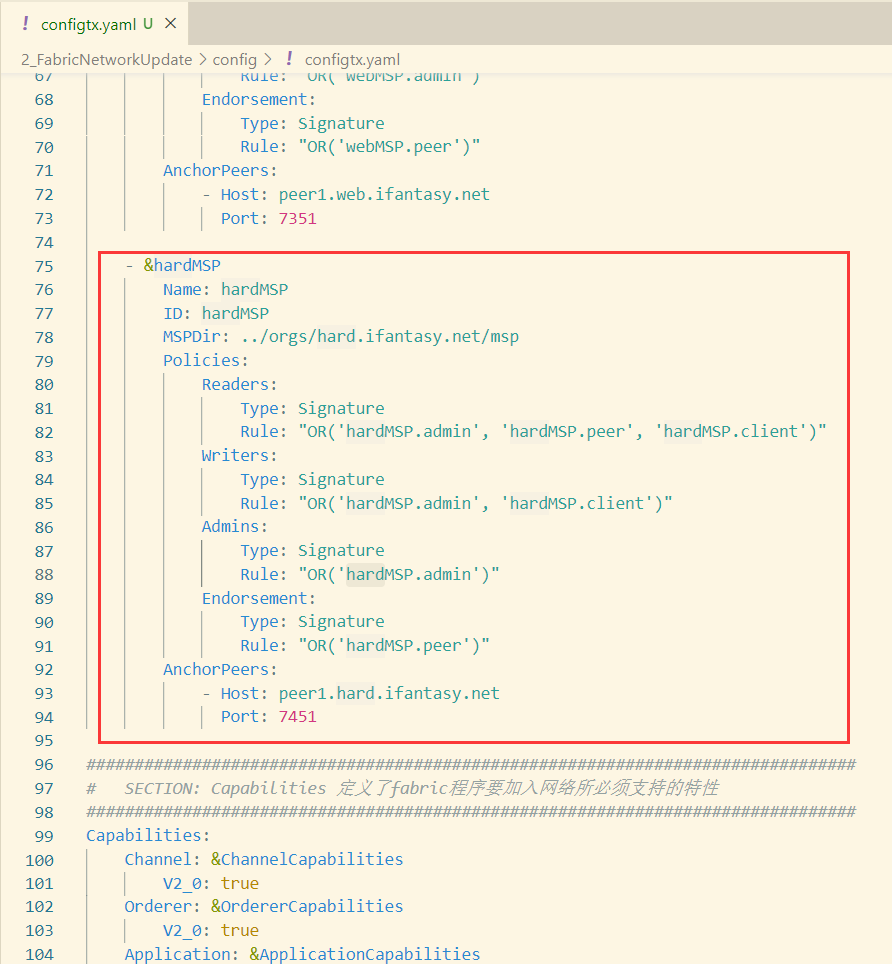 ! configtx.yaml U ×
2_FabricNetworkUpdate > config > ! configtx.yaml
67 Rule: "OR('webMSP.admin')"
68 Endorsement:
69 Type: Signature
70 Rule: "OR('webMSP.peer')"
71 AnchorPeers:
72 - Host: peer1.web.ifantasy.net
73 Port: 7351
74
75 - &hardMSP
76 Name: hardMSP
77 ID: hardMSP
78 MSPDir: ../orgs/hard.ifantasy.net/msp
79 Policies:
80 Readers:
81 Type: Signature
82 Rule: "OR('hardMSP.admin', 'hardMSP.peer', 'hardMSP.client')"
83 Writers:
84 Type: Signature
85 Rule: "OR('hardMSP.admin', 'hardMSP.client')"
86 Admins:
87 Type: Signature
88 Rule: "OR('hardMSP.admin')"
89 Endorsement:
90 Type: Signature
91 Rule: "OR('hardMSP.peer')"
92 AnchorPeers:
93 - Host: peer1.hard.ifantasy.net
94 Port: 7451
95
96 ################################################################################
97 # SECTION: Capabilities 定义了fabric程序要加入网络所必须支持的特性
98 ################################################################################
99 Capabilities:
100 Channel: &ChannelCapabilities
101 V2_0: true
102 Orderer: &OrdererCapabilities
103 V2_0: true
104 Application: &ApplicationCapabilities